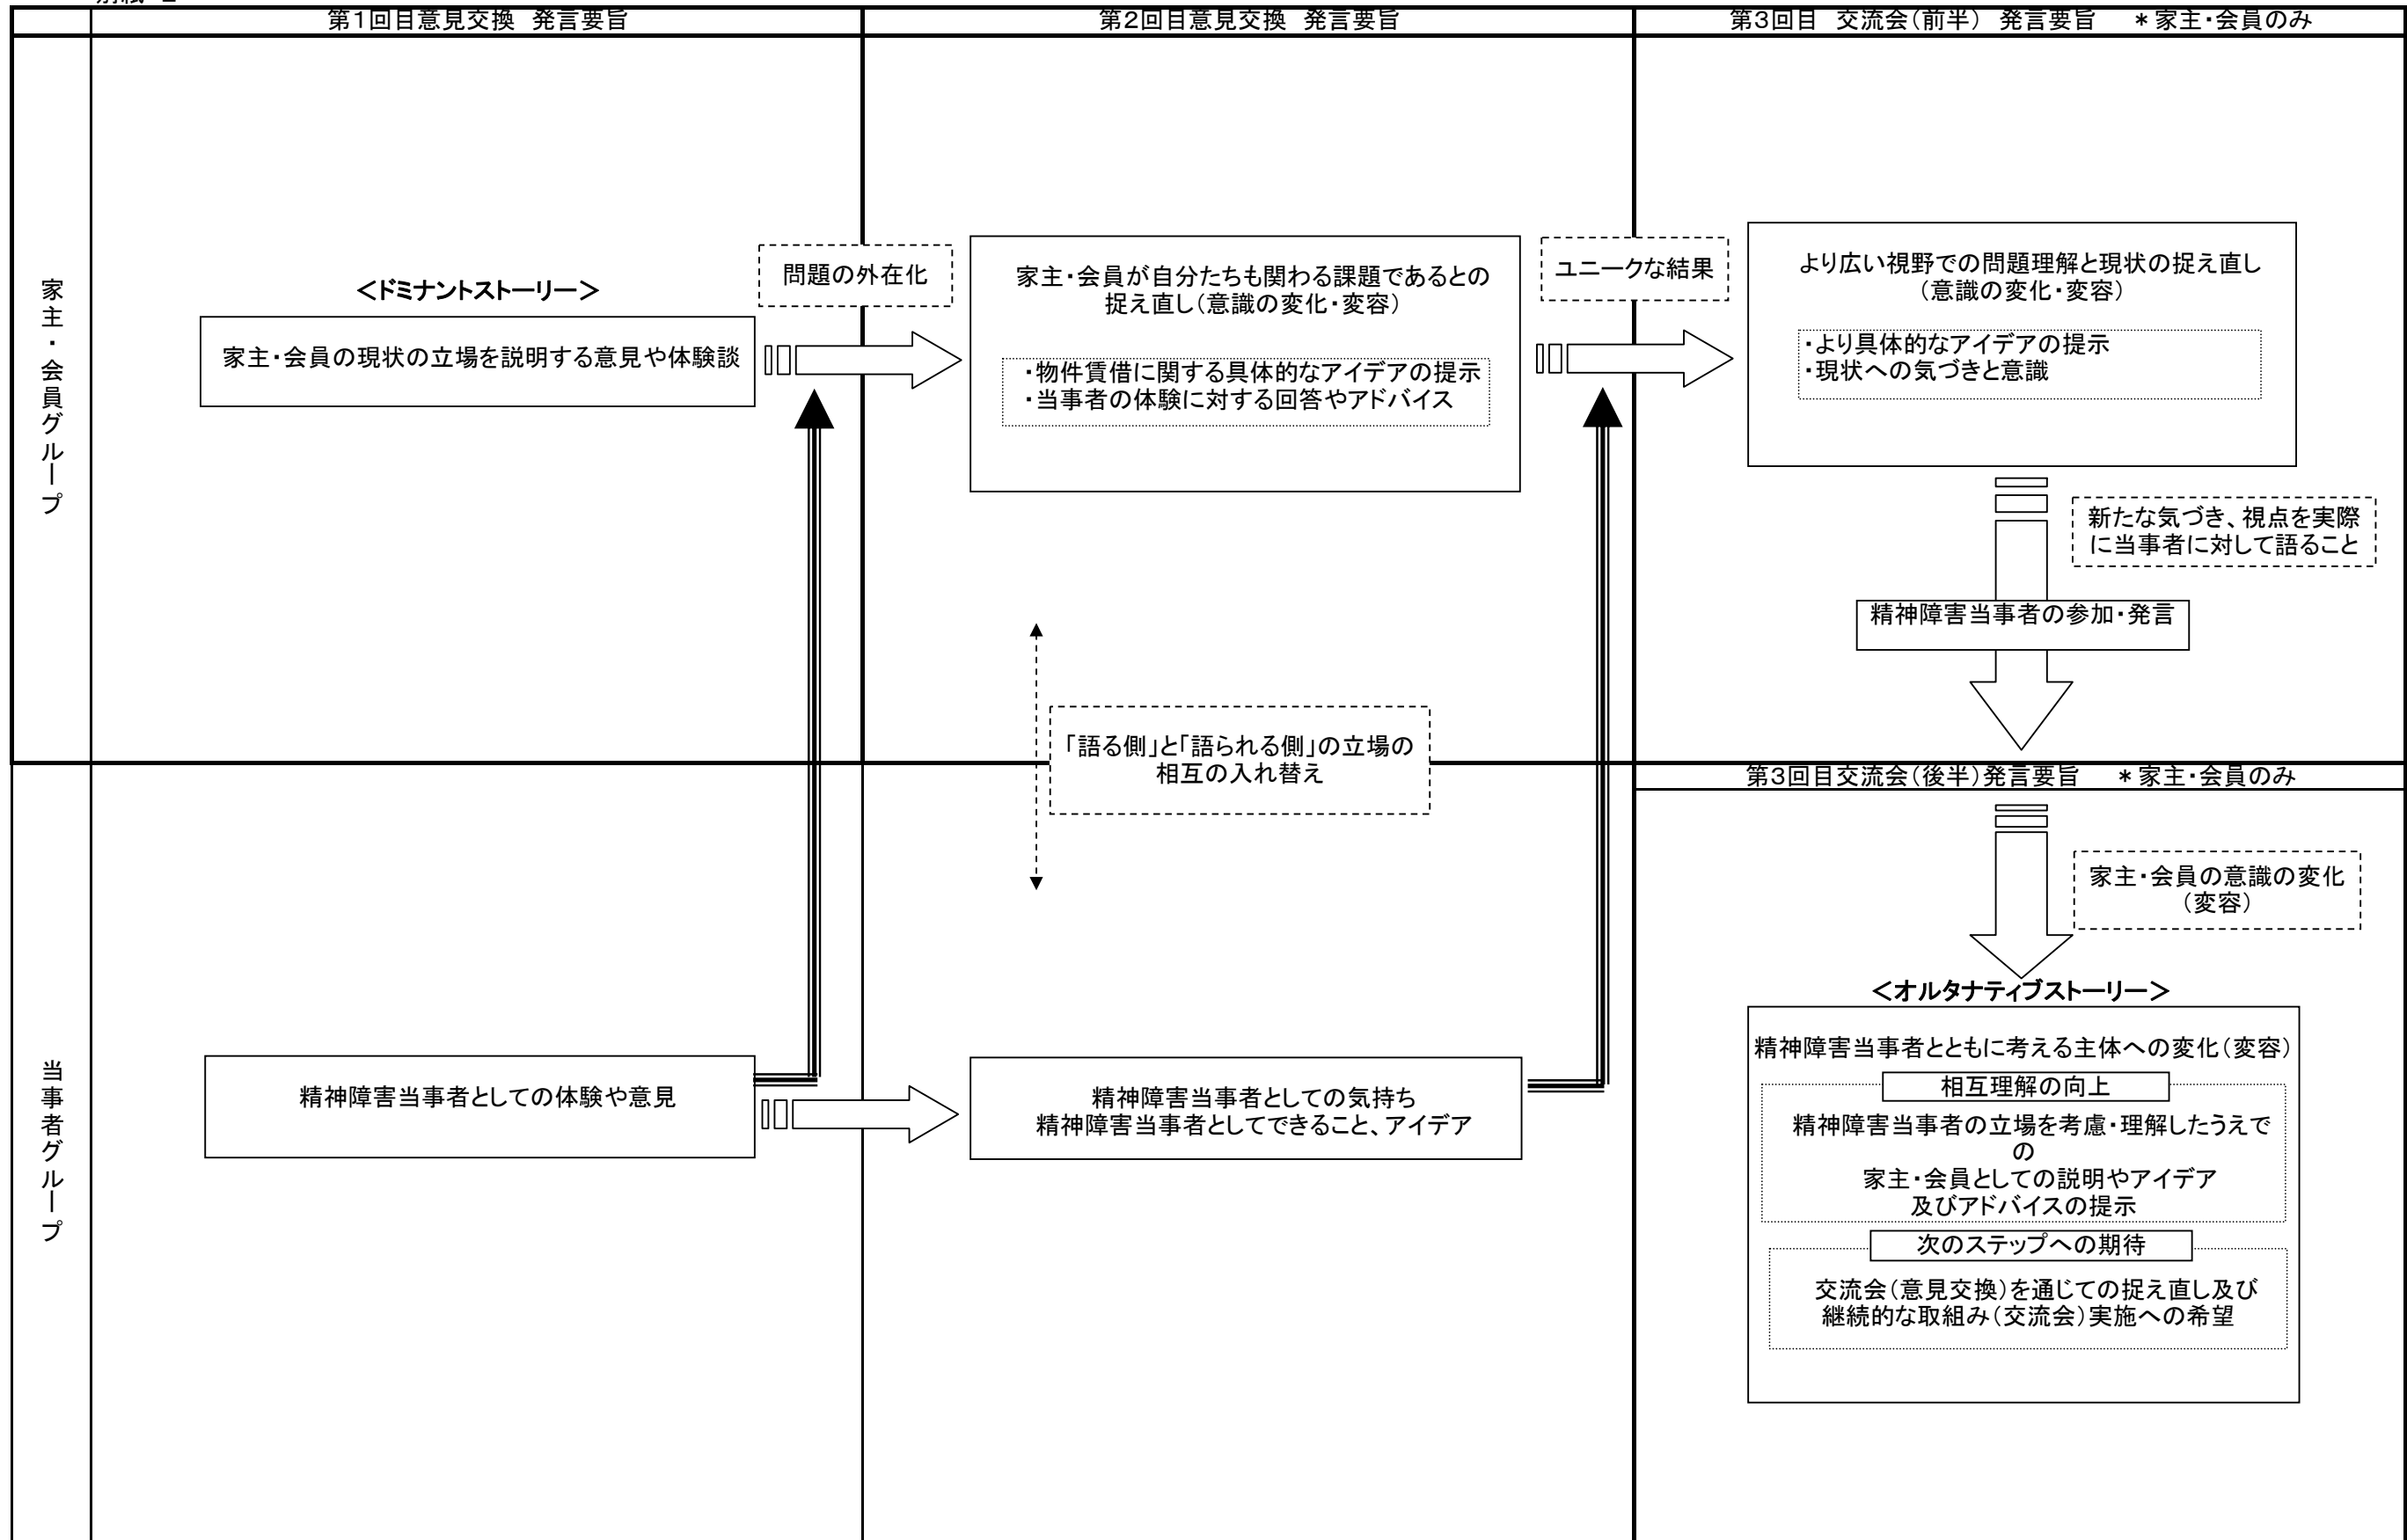 第1回目意見交換　発言要旨
第2回目意見交換　発言要旨
第3回目　交流会（前半）　発言要旨　　＊家主・会員のみ
家主・会員グループ
＜ドミナントストーリー＞
家主・会員の現状の立場を説明する意見や体験談
問題の外在化
家主・会員が自分たちも関わる課題であるとの
捉え直し（意識の変化・変容）
・物件賃借に関する具体的なアイデアの提示
・当事者の体験に対する回答やアドバイス
ユニークな結果
より広い視野での問題理解と現状の捉え直し
（意識の変化・変容）
・より具体的なアイデアの提示
・現状への気づきと意識
新たな気づき、視点を実際
に当事者に対して語ること
精神障害当事者の参加・発言
「語る側」と「語られる側」の立場の
相互の入れ替え
第3回目交流会（後半）発言要旨　　＊家主・会員のみ
家主・会員の意識の変化
（変容）
当事者グループ
精神障害当事者としての体験や意見
精神障害当事者としての気持ち
精神障害当事者としてできること、アイデア
＜オルタナティブストーリー＞
精神障害当事者とともに考える主体への変化（変容）
相互理解の向上
精神障害当事者の立場を考慮・理解したうえで
の
家主・会員としての説明やアイデア
及びアドバイスの提示
次のステップへの期待
交流会（意見交換）を通じての捉え直し及び
継続的な取組み（交流会）実施への希望